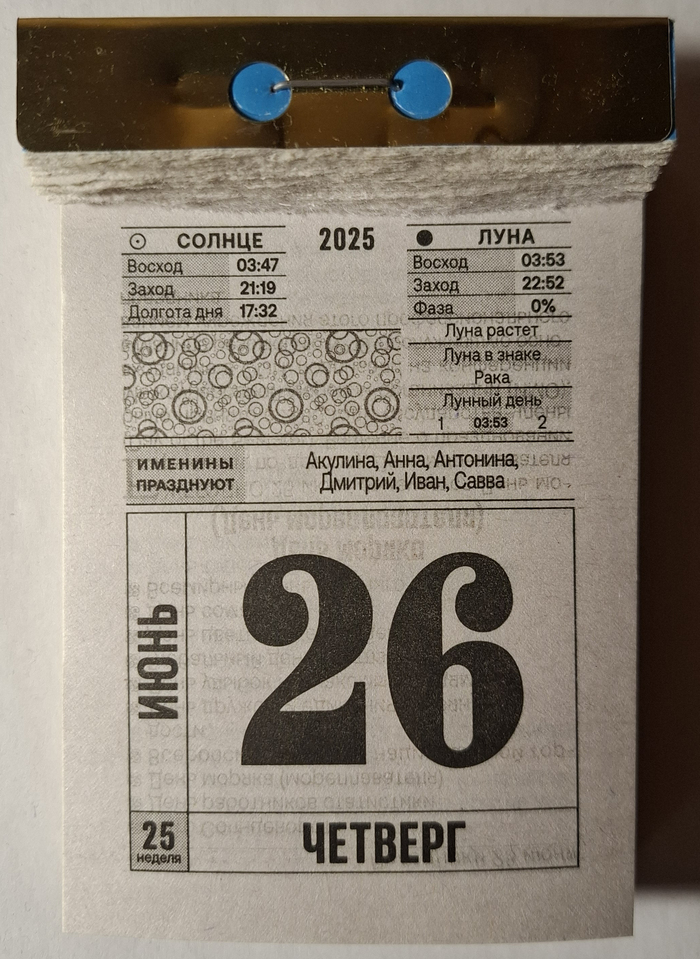 СОЛНЦЕ
Восход 03:47
Заход 21:19
Долгота дня 17:32
2025
ЛУНА
Восход 03:53
Заход 22:52
Фаза 0%
Луна растет
Луна в знаке
Рака
Лунный день
1 03:53 2
ИМЕНИНЫ
ПРАЗДНУЮТ
Акулина, Анна, Антонина,
Дмитрий, Иван, Савва
ИЮНЬ
26
25
неделя
ЧЕТВЕРГ